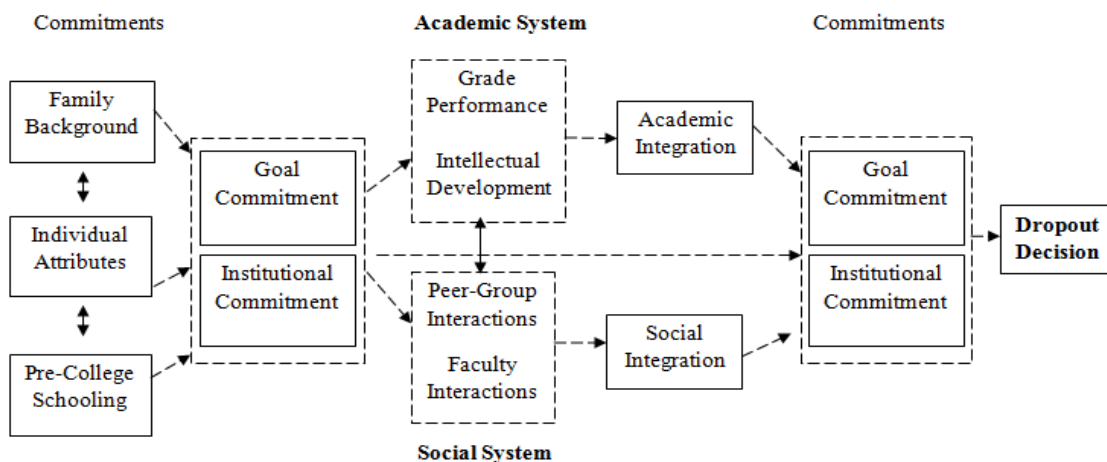 Commitments
Academic System
Commitments
Family
Background
Individual
Attributes
Pre-College
Schooling
Goal
Commitment
Institutional
Commitment
Grade
Performance
Intellectual
Development
Peer-Group
Interactions
Faculty
Interactions
Social System
Academic
Integration
Social
Integration
Goal
Commitment
Institutional
Commitment
Dropout
Decision